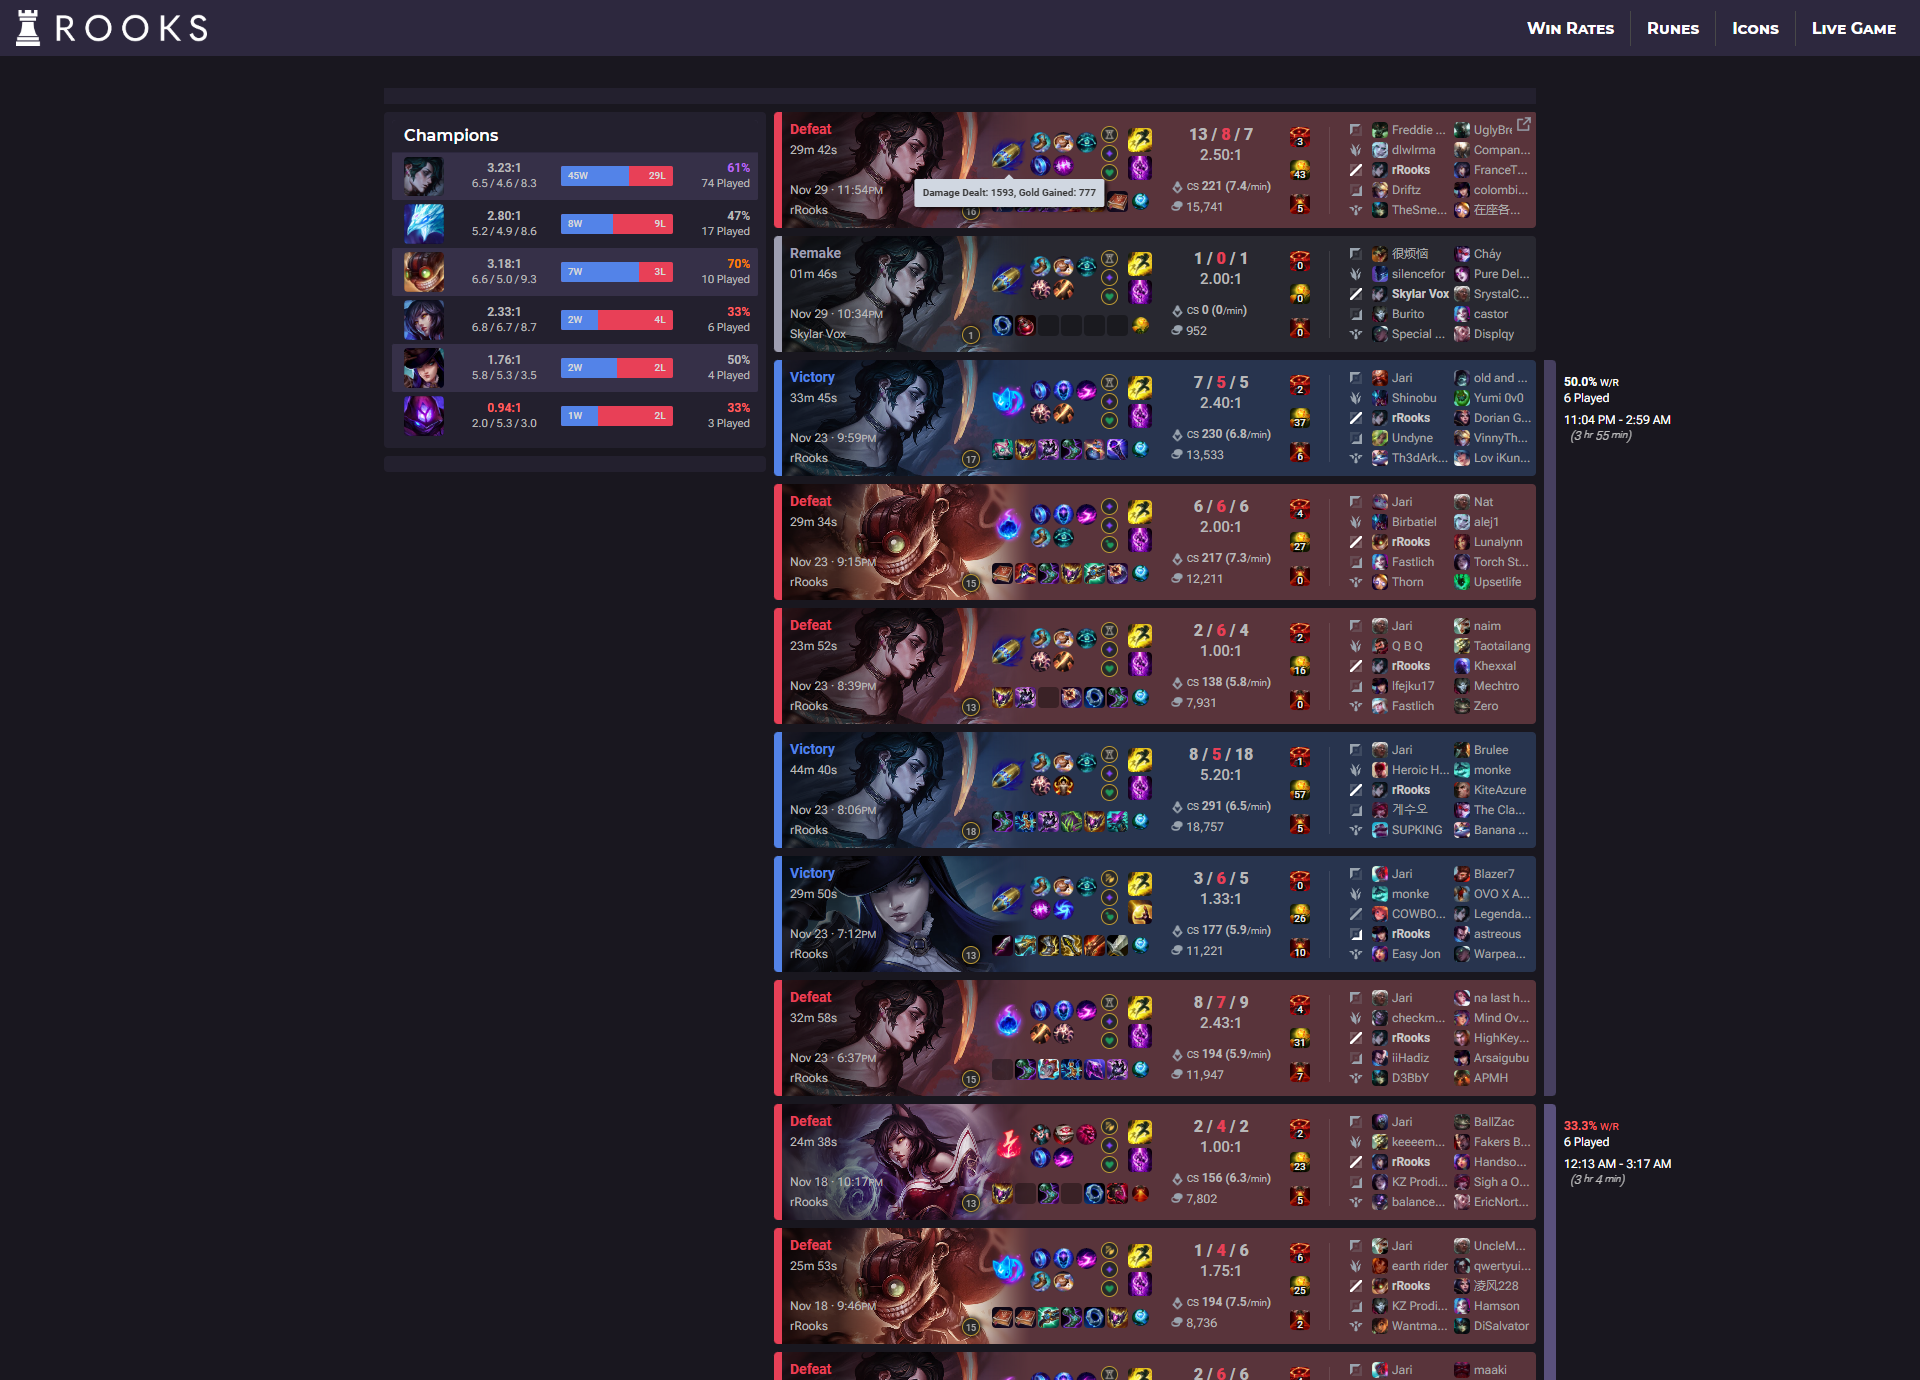 ROOKS
Win Rates
Runes
Icons
Live Game
Champions
3.23:1
6.5 / 4.6 / 8.3
45W 29L
61%
74 Played
2.80:1
5.2 / 4.9 / 8.6
8W 9L
47%
17 Played
3.18:1
6.6 / 5.0 / 9.3
7W 3L
70%
10 Played
2.33:1
6.8 / 6.7 / 8.7
2W 4L
33%
6 Played
1.76:1
5.8 / 5.3 / 3.5
2W 2L
50%
4 Played
0.94:1
2.0 / 5.3 / 3.0
1W 2L
33%
3 Played
Defeat
29m 42s
Nov 29 · 11:54PM
rRooks
16
Damage Dealt: 1593, Gold Gained: 777
13 / 8 / 7
2.50:1
CS 221 (7.4/min)
15,741
3
43
5
Freddie ... UglyBre
dlwlrma Compan...
rRooks FranceT...
Driftz colombi...
TheSme... 在座各...
Remake
01m 46s
Nov 29 · 10:34PM
Skylar Vox
1
1 / 0 / 1
2.00:1
CS 0 (0/min)
952
0
0
0
很烦恼 Cháy
silencefor Pure Del...
Skylar Vox SrystalC...
Burito castor
Special ... Displqy
Victory
33m 45s
Nov 23 · 9:59PM
rRooks
17
7 / 5 / 5
2.40:1
CS 230 (6.8/min)
13,533
2
37
6
Jari old and ...
Shinobu Yumi 0v0
rRooks Dorian G...
Undyne VinnyTh...
Th3dArk... Lov iKun...
50.0% W/R
6 Played
11:04 PM - 2:59 AM
(3 hr 55 min)
Defeat
29m 34s
Nov 23 · 9:15PM
rRooks
15
6 / 6 / 6
2.00:1
CS 217 (7.3/min)
12,211
4
27
0
Jari Nat
Birbatiel alej1
rRooks Lunalynn
Fastlich Torch St...
Thorn Upsetlife
Defeat
23m 52s
Nov 23 · 8:39PM
rRooks
13
2 / 6 / 4
1.00:1
CS 138 (5.8/min)
7,931
2
16
0
Jari naim
Q B Q Taotailang
rRooks Khexxal
lfejku17 Mechtro
Fastlich Zero
Victory
44m 40s
Nov 23 · 8:06PM
rRooks
18
8 / 5 / 18
5.20:1
CS 291 (6.5/min)
18,757
1
57
5
Jari Brulee
Heroic H... monke
rRooks KiteAzure
게수오 The Cla...
SUPKING Banana ...
Victory
29m 50s
Nov 23 · 7:12PM
rRooks
13
3 / 6 / 5
1.33:1
CS 177 (5.9/min)
11,221
0
26
10
Jari Blazer7
monke OVO X A...
COWBO... Legenda...
rRooks astreous
Easy Jon Warpea...
Defeat
32m 58s
Nov 23 · 6:37PM
rRooks
15
8 / 7 / 9
2.43:1
CS 194 (5.9/min)
11,947
4
31
7
Jari na last h...
checkm... Mind Ov...
rRooks HighKey...
iiHadiz Arsaigubu
D3BbY APMH
Defeat
24m 38s
Nov 18 · 10:17PM
rRooks
13
2 / 4 / 2
1.00:1
CS 156 (6.3/min)
7,802
2
23
5
Jari BallZac
keeeem... Fakers B...
rRooks Handso...
KZ Prodi... Sigh a O...
balance... EricNort...
33.3% W/R
6 Played
12:13 AM - 3:17 AM
(3 hr 4 min)
Defeat
25m 53s
Nov 18 · 9:46PM
rRooks
15
1 / 4 / 6
1.75:1
CS 194 (7.5/min)
8,736
6
25
2
Jari UncleM...
earth rider qwertyui...
rRooks 凌风228
KZ Prodi... Hamson
Wantma... DiSalvator
Defeat
2 / 6 / 6
4
Jari maaki